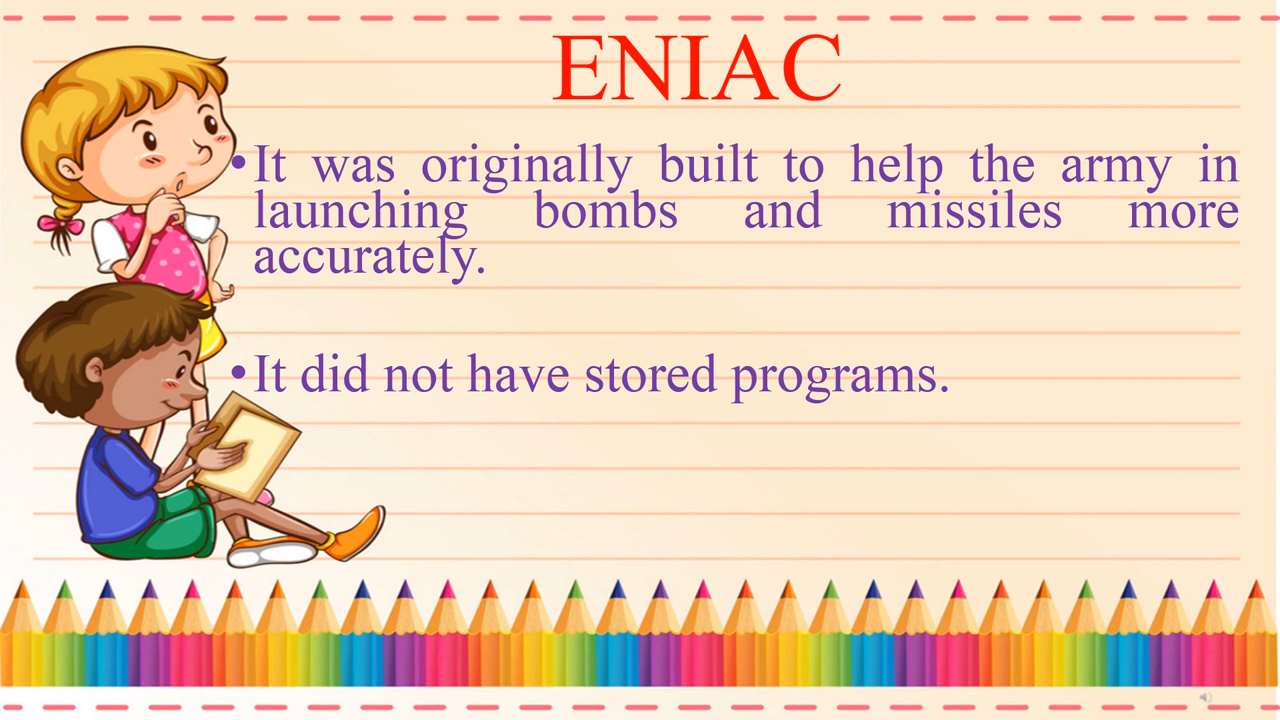 ENIAC
•It was originally built to help the army in
launching bombs and missiles more
accurately.
•It did not have stored programs.